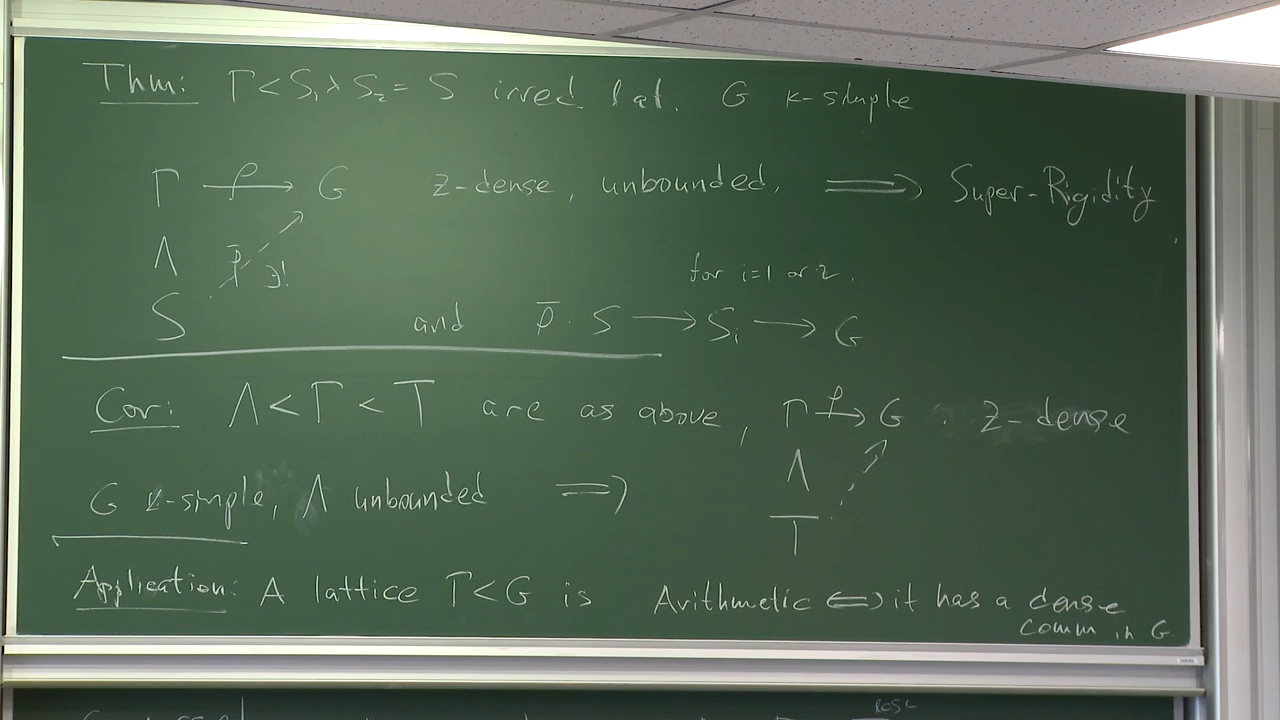 Thm: Γ < S₁ × S₂ = S irred lat. G k-simple
Γ —ρ→ G Z-dense, unbounded, ⟹ Super-Rigidity
Λ ρ̄ ∃!
for i=1 or 2.
S and ρ̄: S → Sᵢ → G
Cor: Λ < Γ < T are as above, Γ —ρ→ G Z-dense
Λ
G k-simple, Λ unbounded ⟹
T
Application: A lattice Γ < G is Arithmetic ⟺ it has a dense
comm in G.